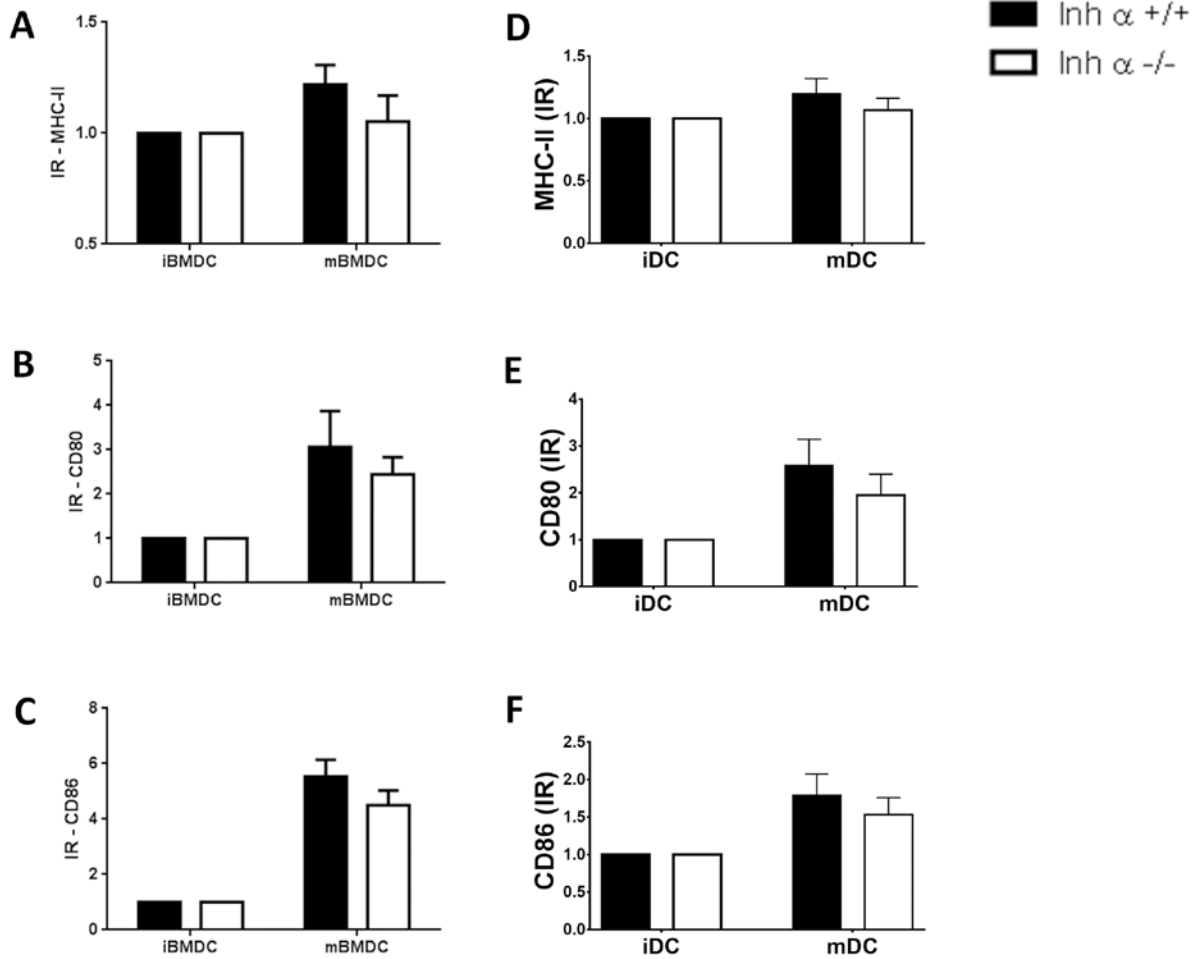 Inh α +/+
Inh α -/-
A
IR - MHC-II
1.5
1.0
0.5
iBMDC mBMDC
B
IR - CD80
5
4
3
2
1
0
iBMDC mBMDC
C
IR - CD86
8
6
4
2
0
iBMDC mBMDC
D
MHC-II (IR)
1.5
1.0
0.5
0.0
iDC mDC
E
CD80 (IR)
4
3
2
1
0
iDC mDC
F
CD86 (IR)
2.5
2.0
1.5
1.0
0.5
0.0
iDC mDC